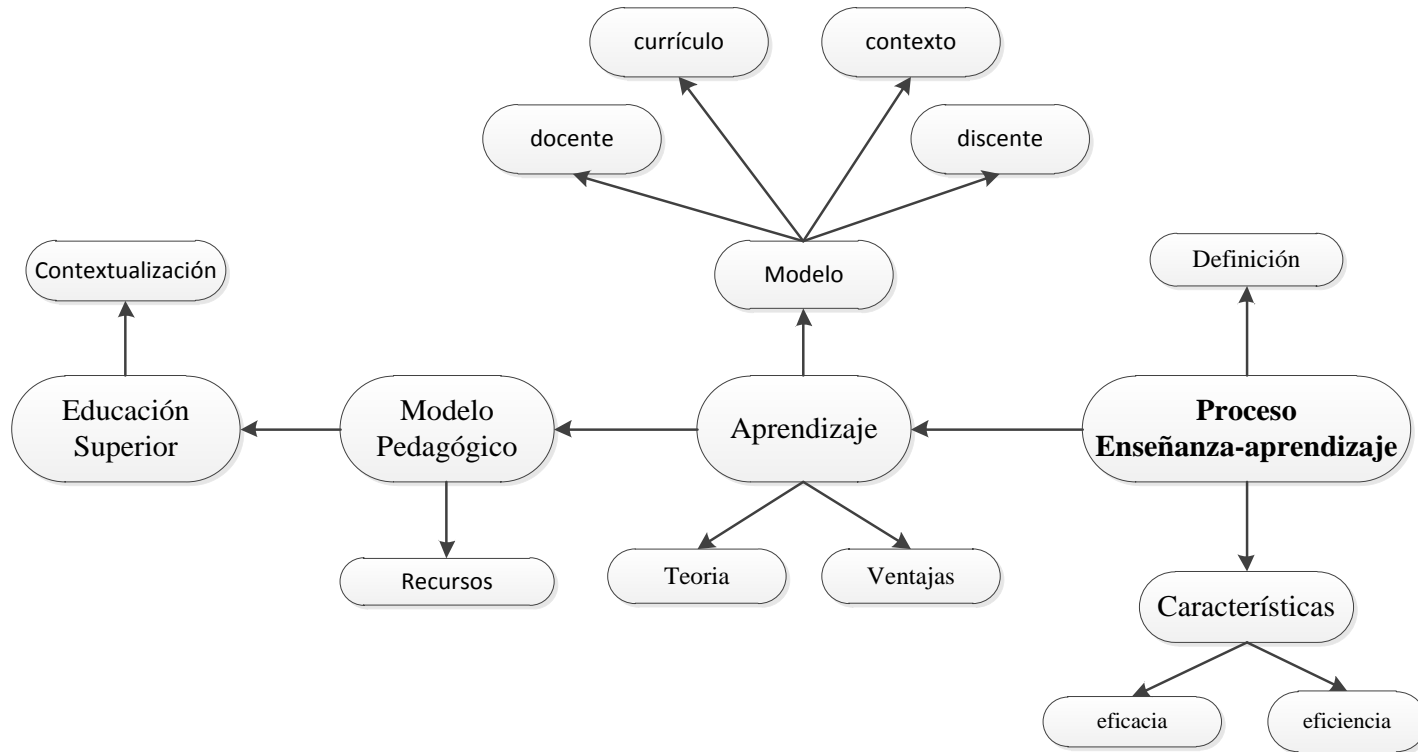 currículo
contexto
docente
discente
Modelo
Definición
Contextualización
Educación
Superior
Modelo
Pedagógico
Aprendizaje
Proceso
Enseñanza-aprendizaje
Recursos
Teoria
Ventajas
Características
eficacia
eficiencia